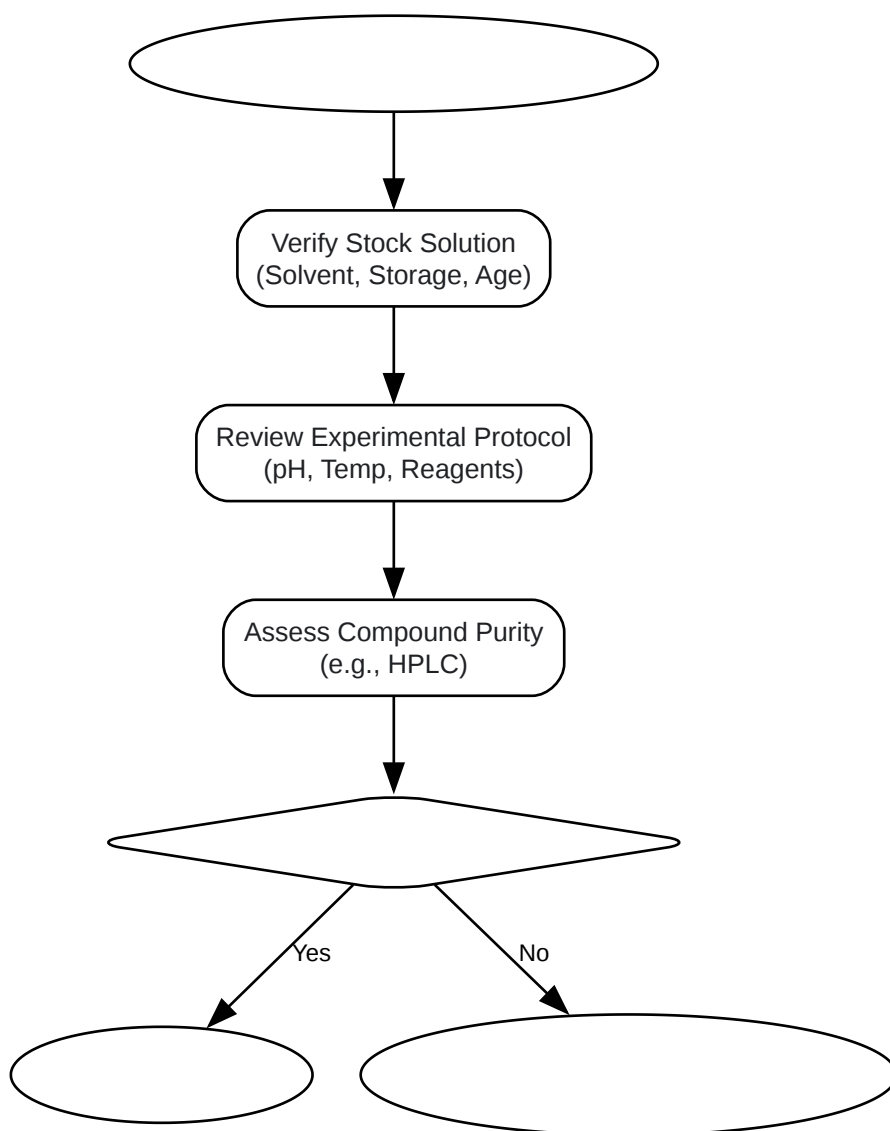 Verify Stock Solution
(Solvent, Storage, Age)
Review Experimental Protocol
(pH, Temp, Reagents)
Assess Compound Purity
(e.g., HPLC)
Yes
No